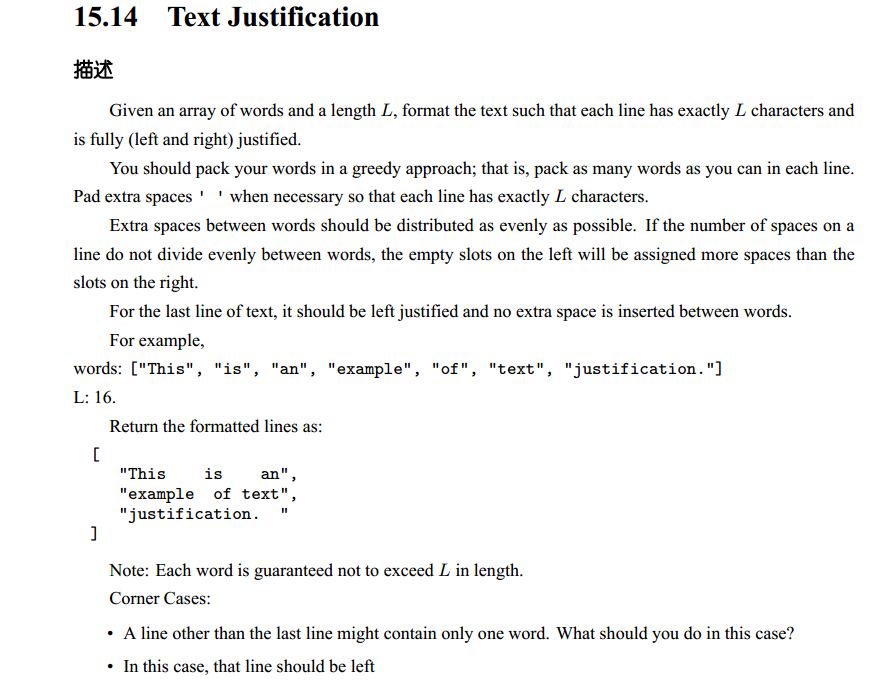 15.14 Text Justification
描述
Given an array of words and a length L, format the text such that each line has exactly L characters and
is fully (left and right) justified.
You should pack your words in a greedy approach; that is, pack as many words as you can in each line.
Pad extra spaces ' ' when necessary so that each line has exactly L characters.
Extra spaces between words should be distributed as evenly as possible. If the number of spaces on a
line do not divide evenly between words, the empty slots on the left will be assigned more spaces than the
slots on the right.
For the last line of text, it should be left justified and no extra space is inserted between words.
For example,
words: ["This", "is", "an", "example", "of", "text", "justification."]
L: 16.
Return the formatted lines as:
[
"This    is    an",
"example  of text",
"justification.  "
]
Note: Each word is guaranteed not to exceed L in length.
Corner Cases:
• A line other than the last line might contain only one word. What should you do in this case?
• In this case, that line should be left